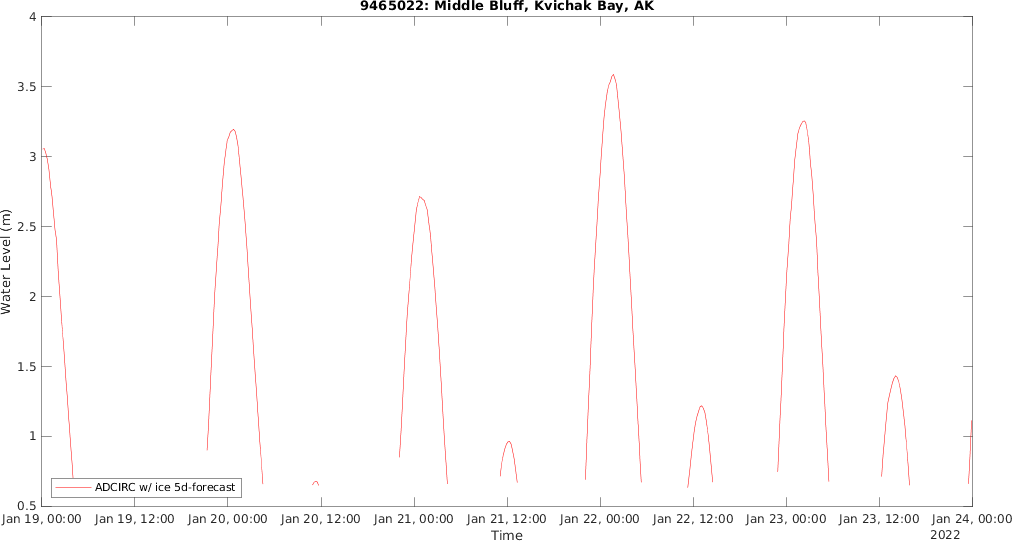 9465022: Middle Bluff, Kvichak Bay, AK
Water Level (m)
4
3.5
3
2.5
2
1.5
1
0.5
ADCIRC w/ ice 5d-forecast
Jan 19, 00:00 Jan 19, 12:00 Jan 20, 00:00 Jan 20, 12:00 Jan 21, 00:00 Jan 21, 12:00 Jan 22, 00:00 Jan 22, 12:00 Jan 23, 00:00 Jan 23, 12:00 Jan 24, 00:00
Time
2022